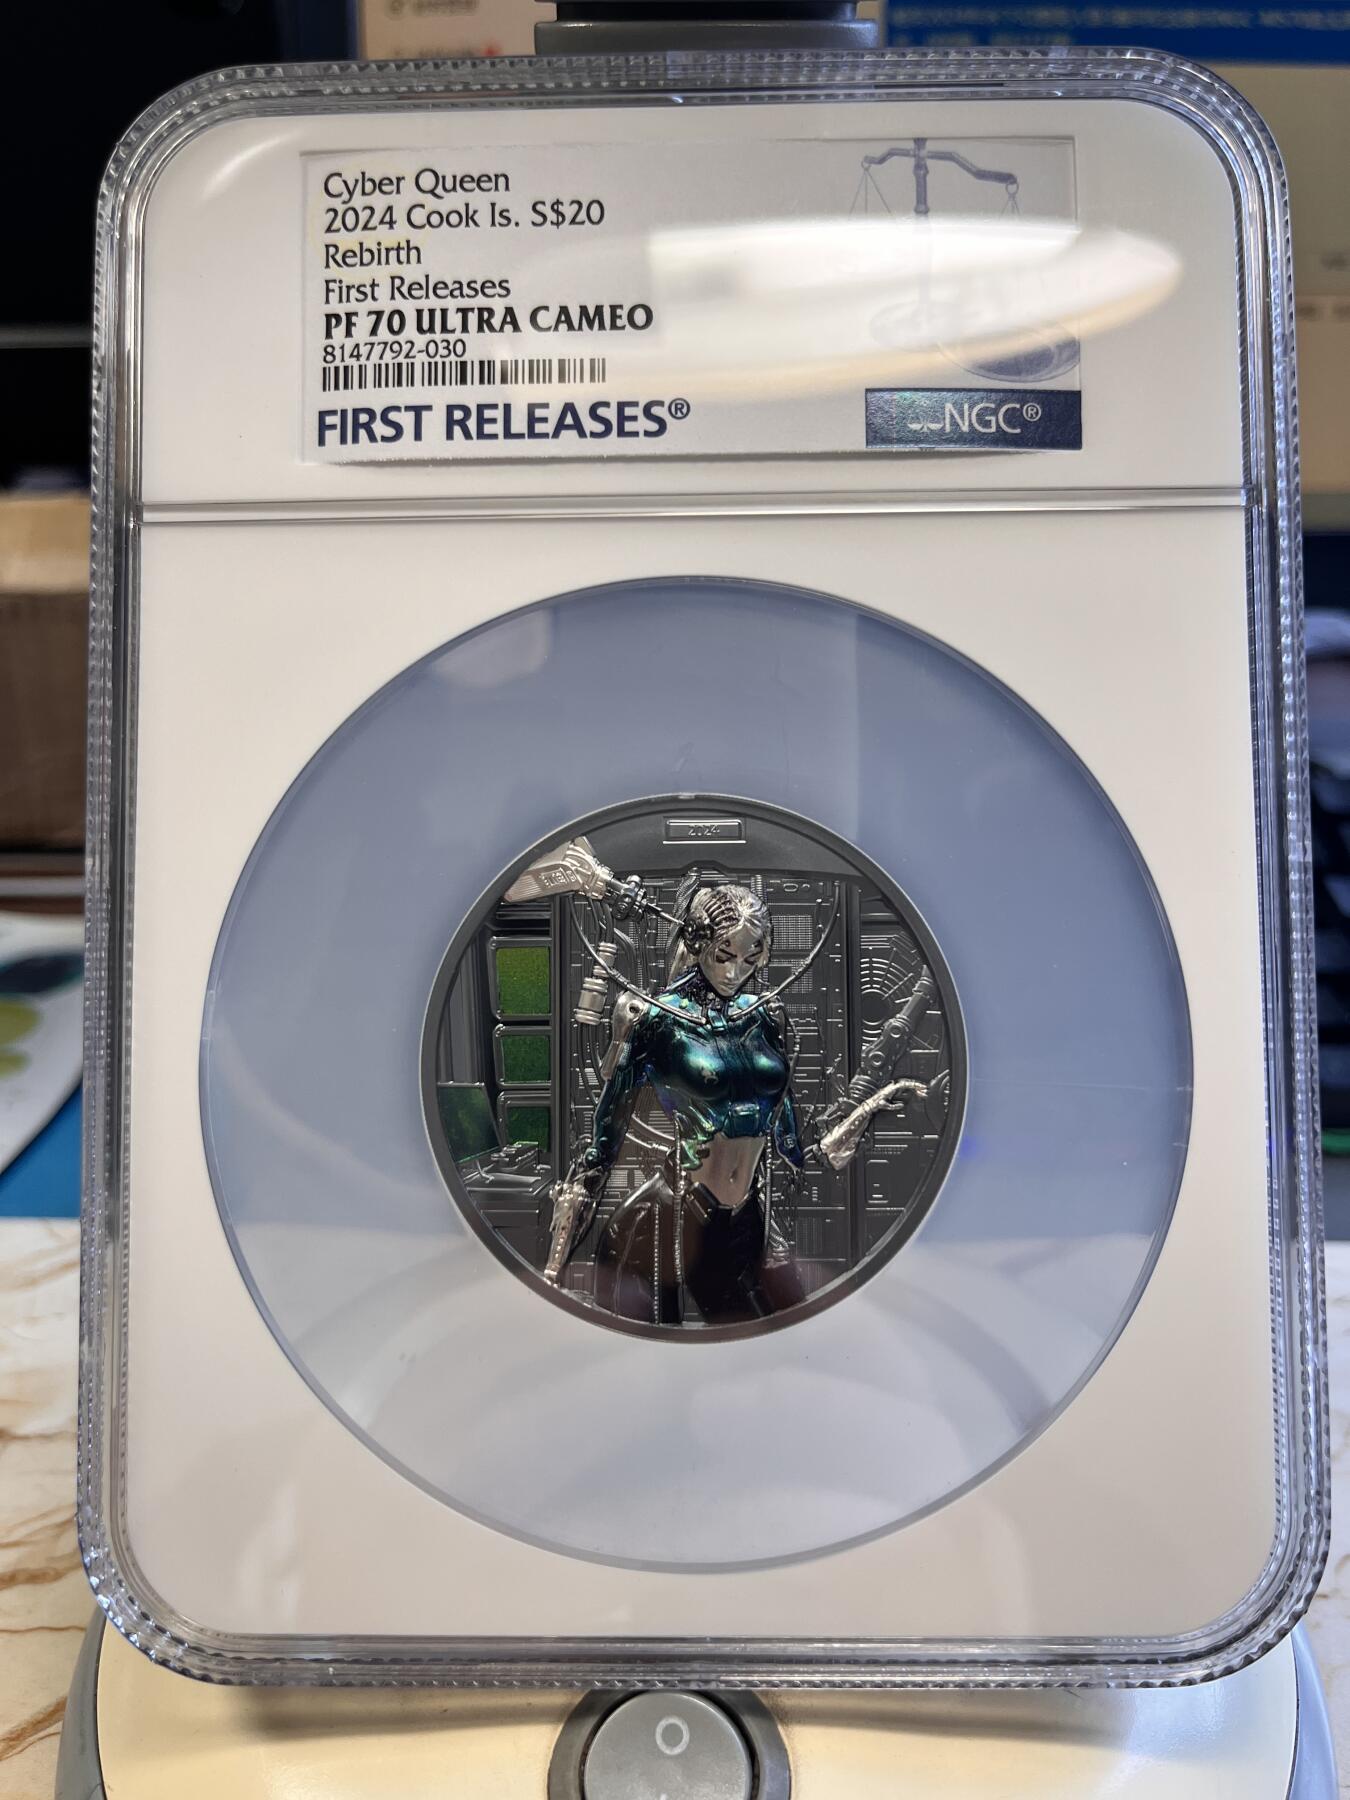 Cyber Queen
2024 Cook Is. S$20
Rebirth
First Releases
PF 70 ULTRA CAMEO
8147792-030
FIRST RELEASES®
NGC®
2024